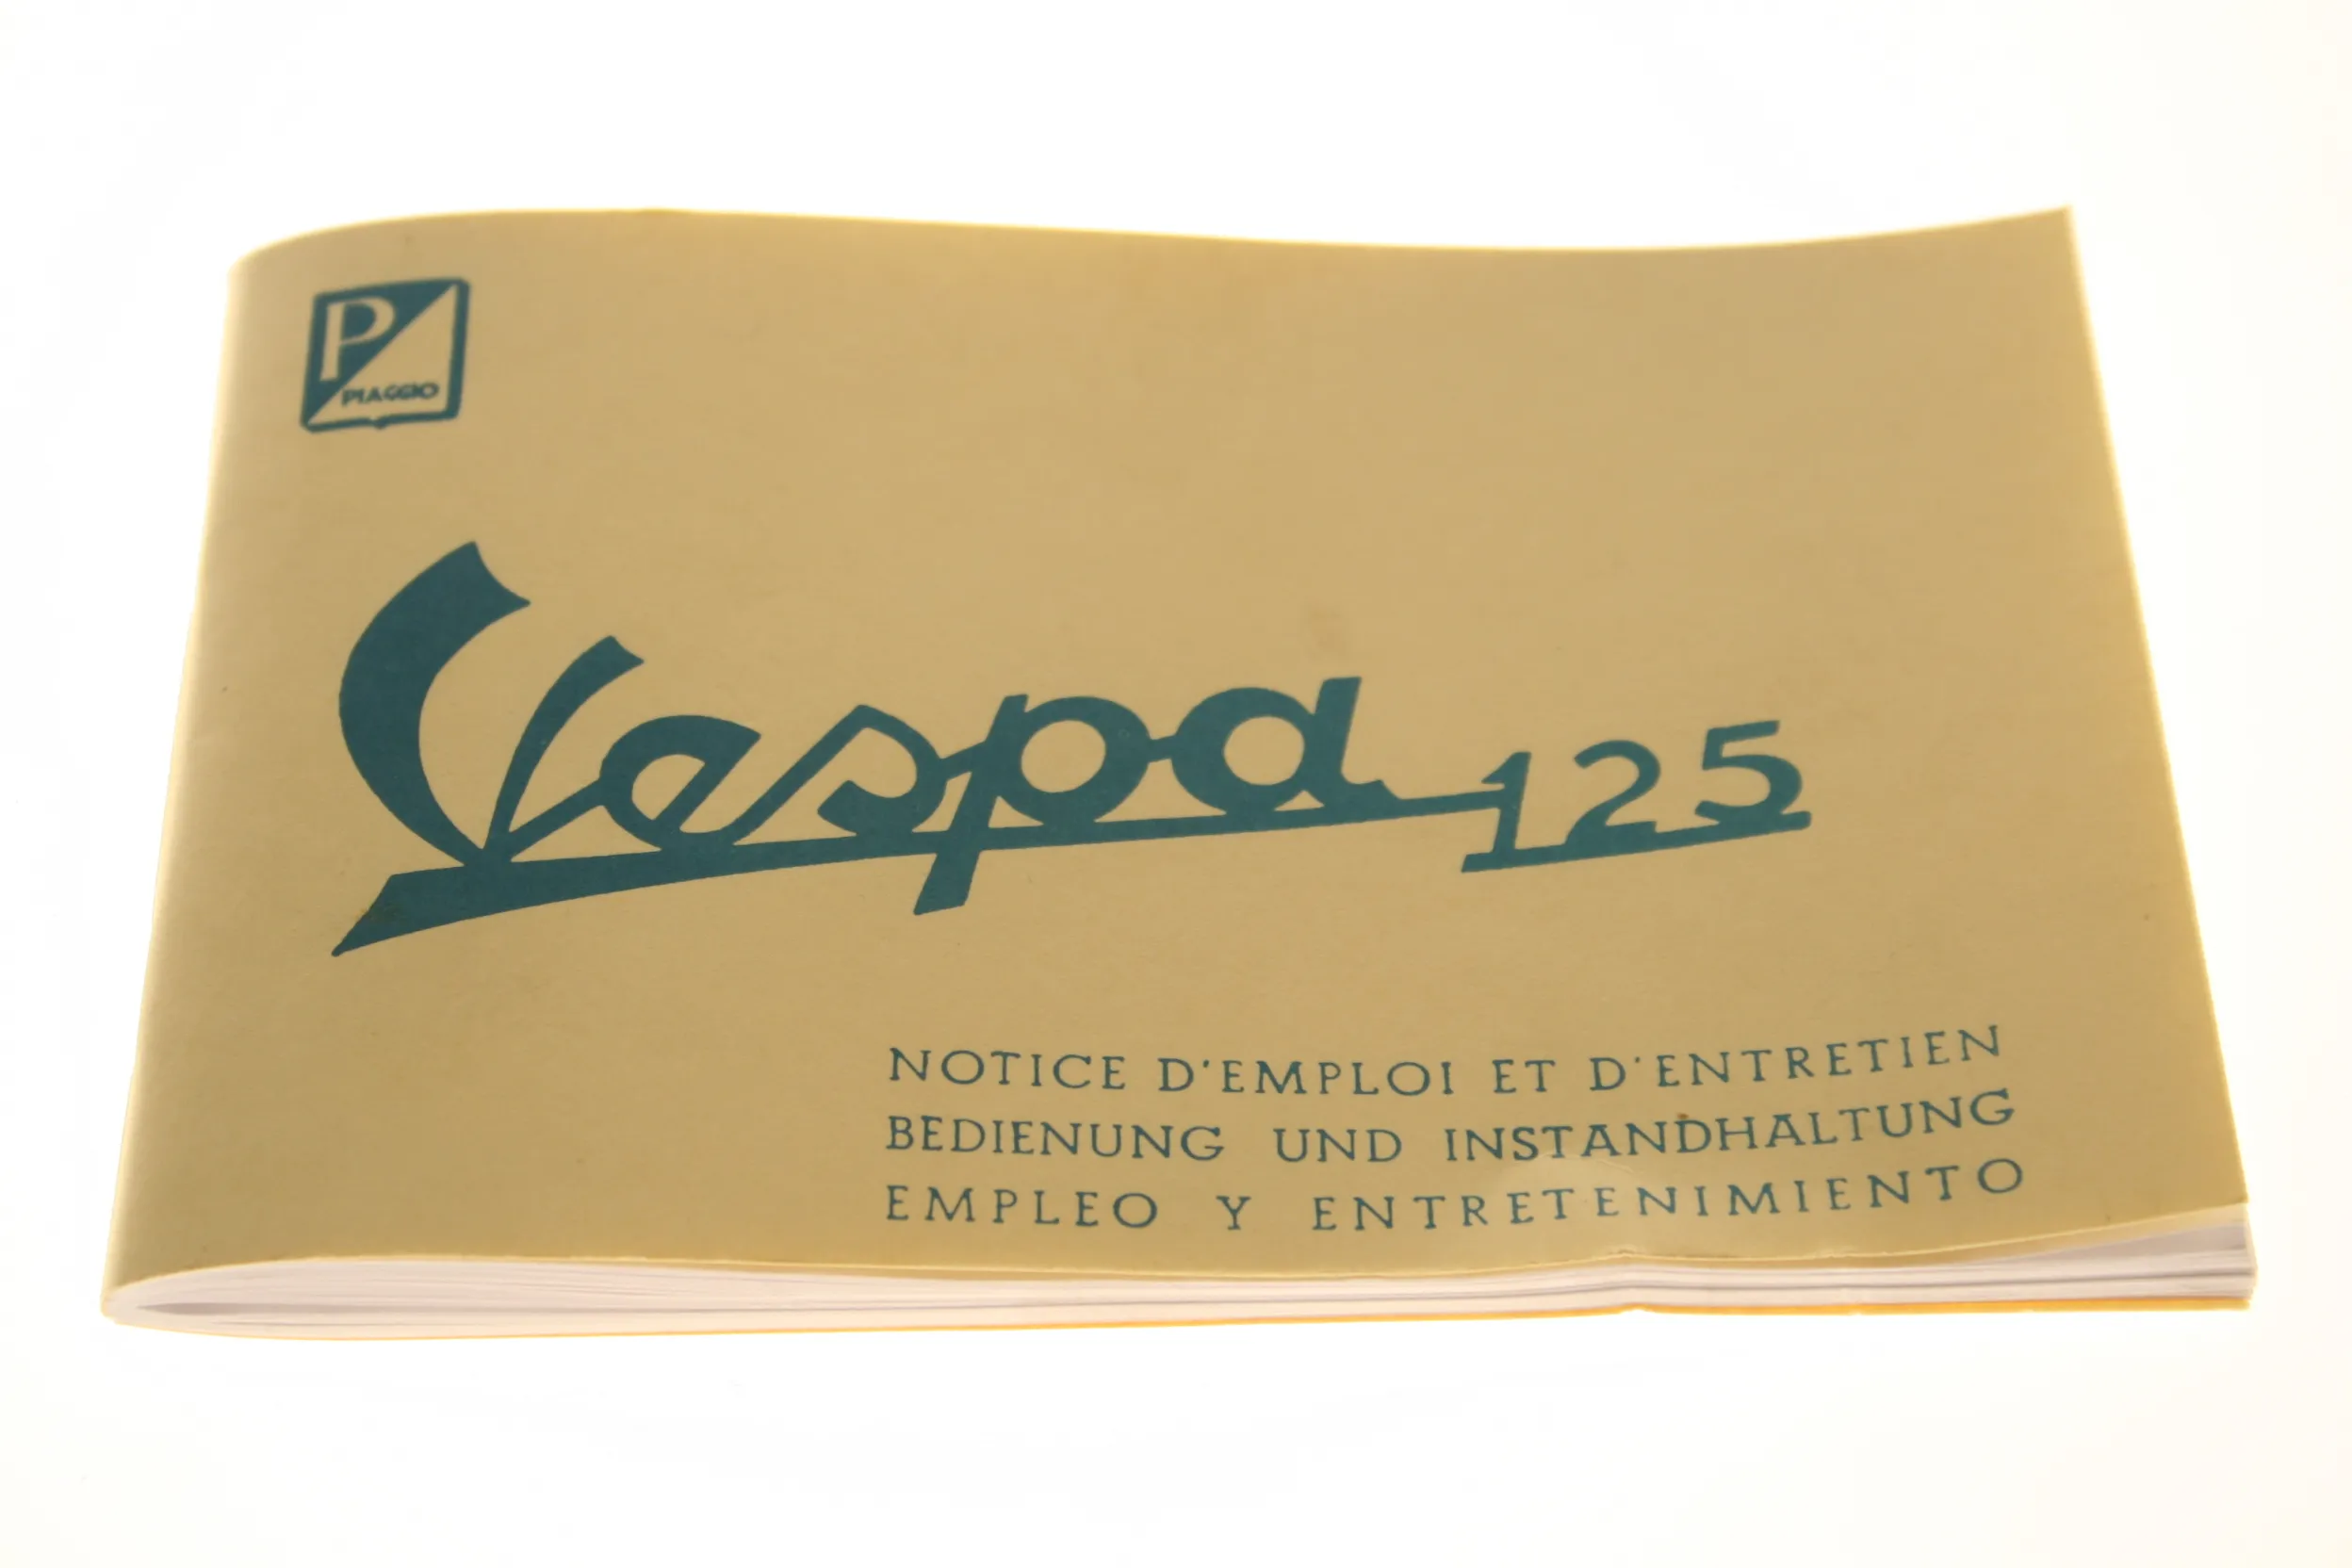 P
PIAGGIO
Vespa 125
NOTICE D'EMPLOI ET D'ENTRETIEN
BEDIENUNG UND INSTANDHALTUNG
EMPLEO Y ENTRETENIMIENTO